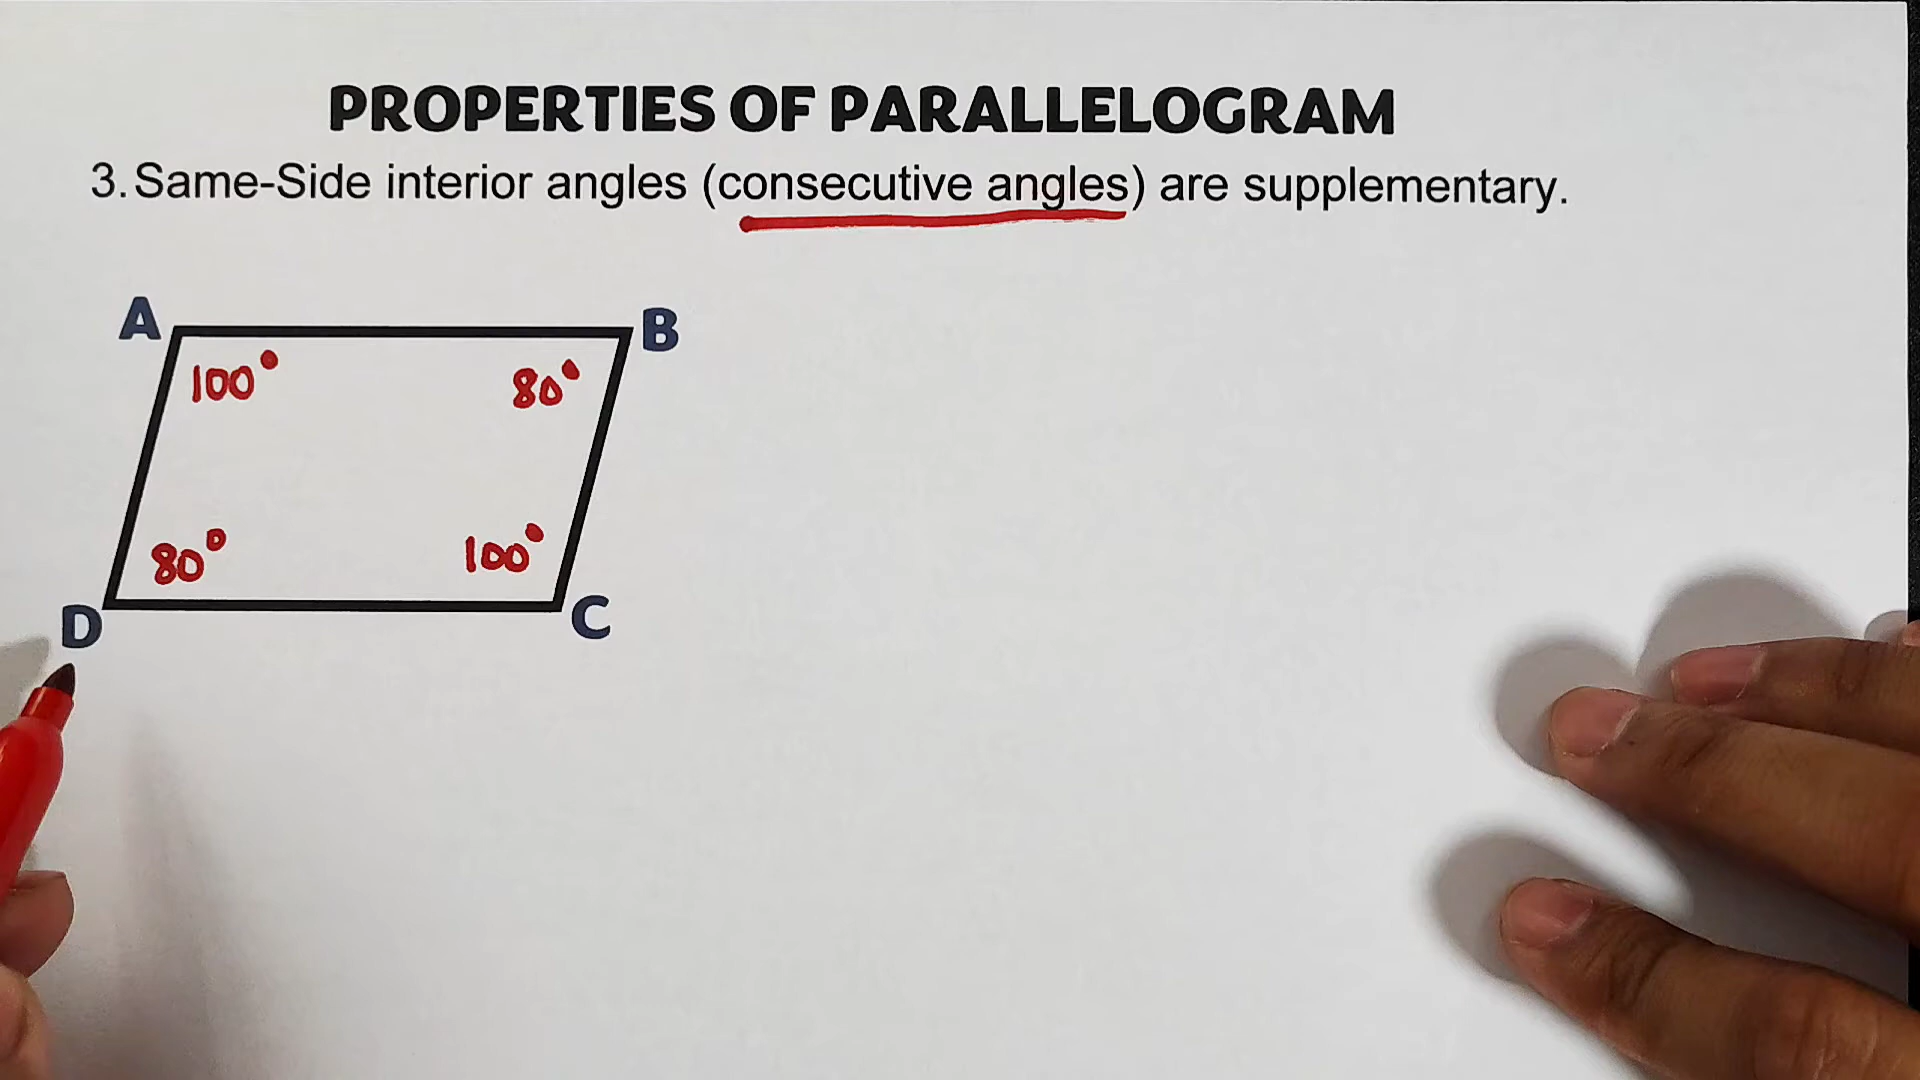 PROPERTIES OF PARALLELOGRAM
3. Same-Side interior angles (consecutive angles) are supplementary.
A
B
100°
80°
80°
100°
D
C